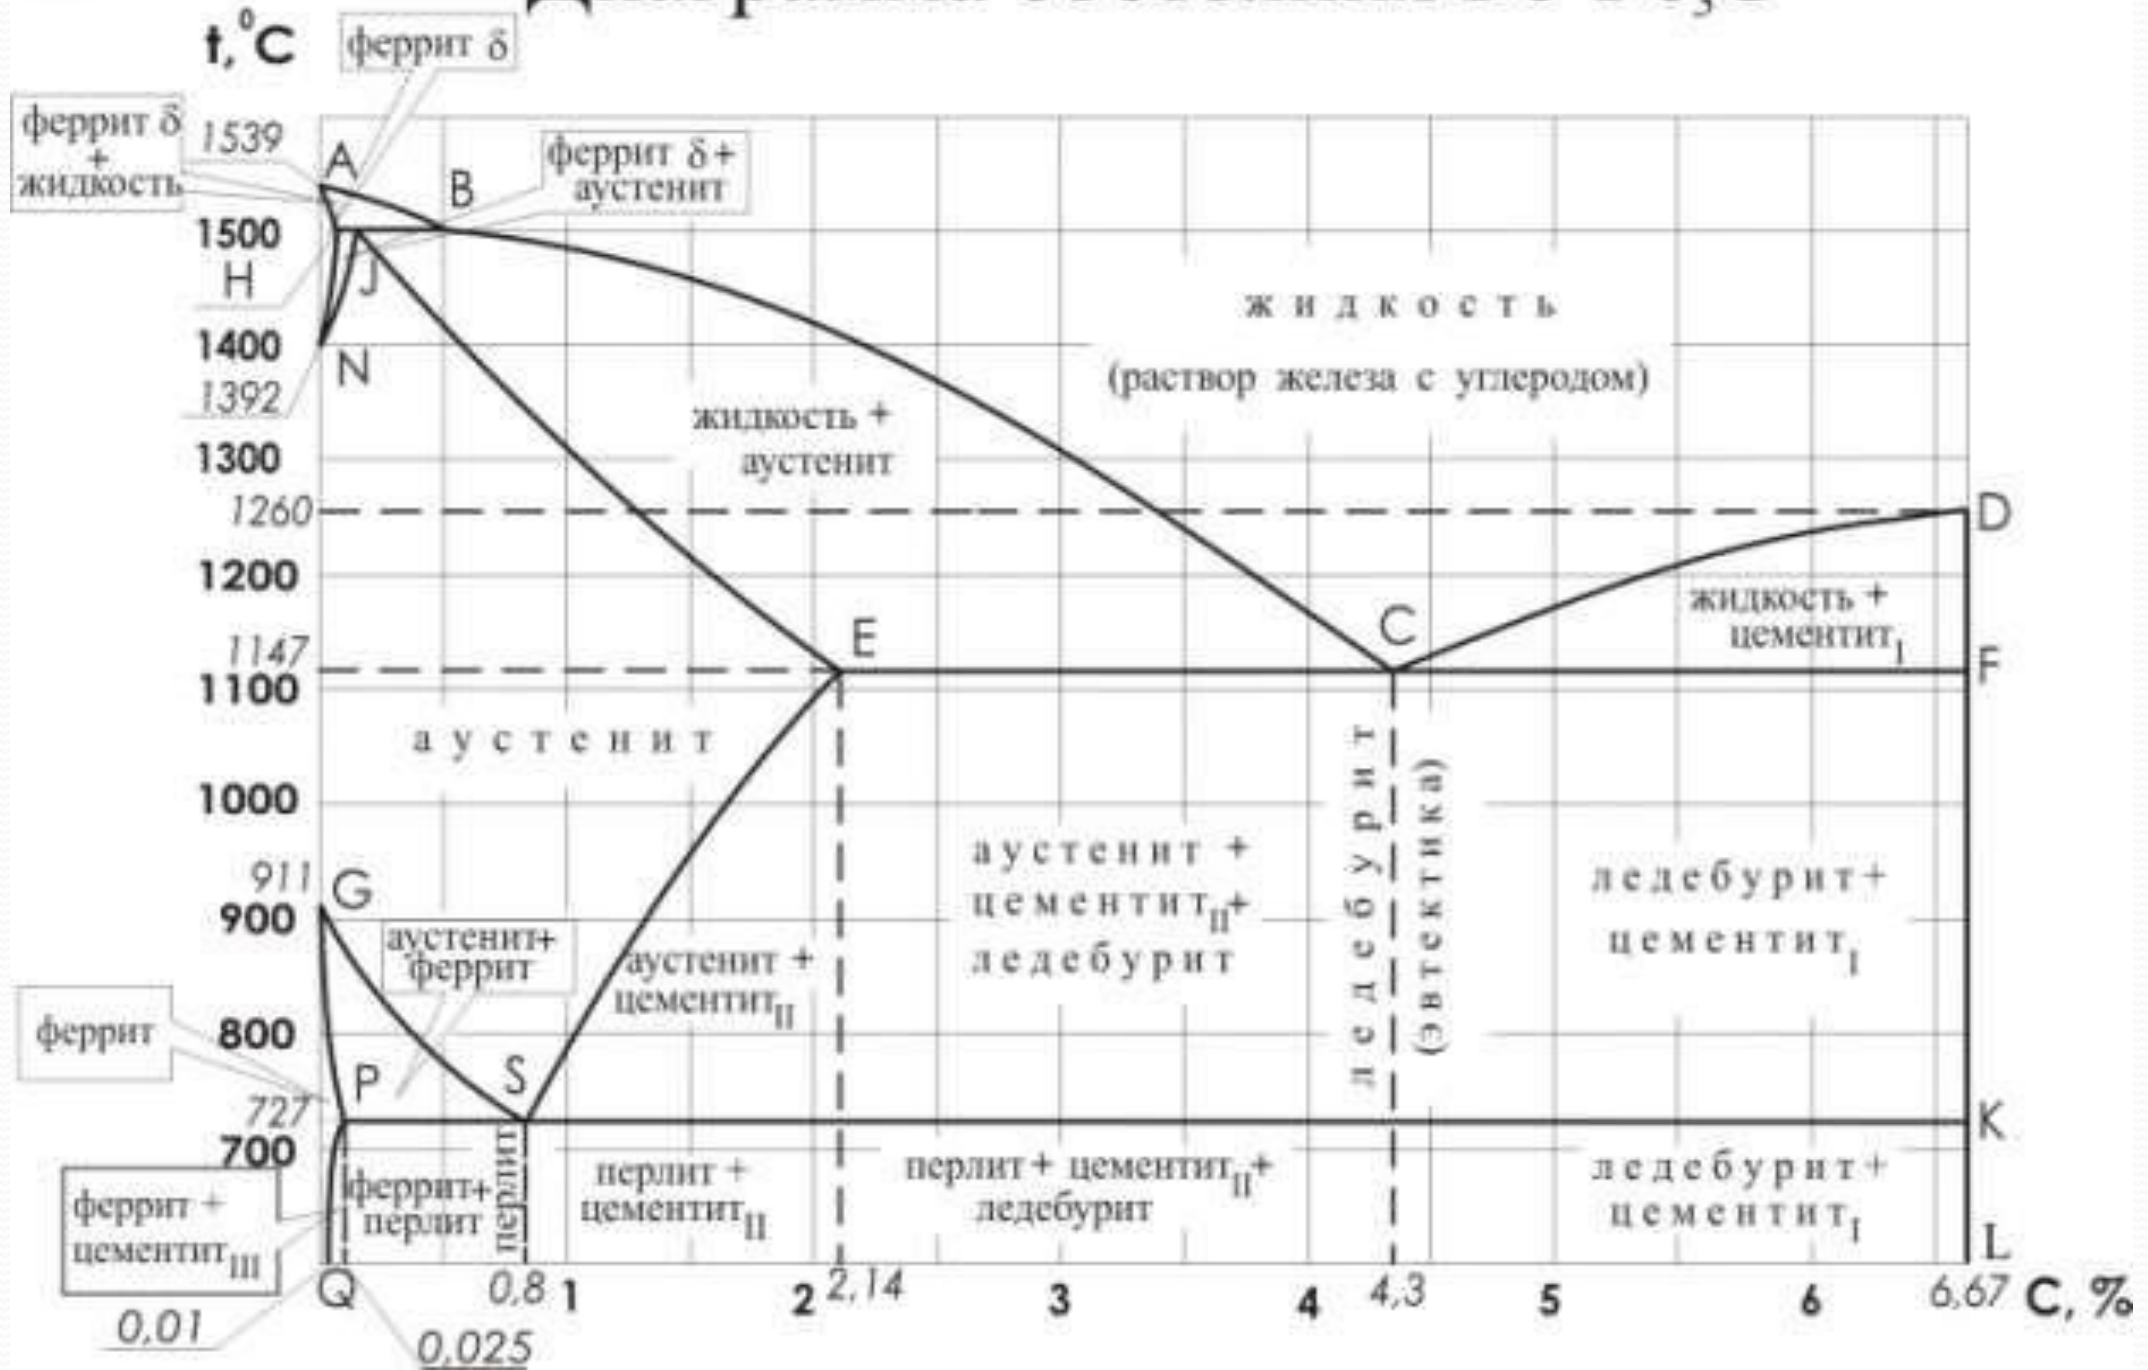 t,⁰C
феррит δ
феррит δ
+
жидкость
1539
A
B
феррит δ+
аустенит
1500
H
J
жидкость
1400
N
(раствор железа с углеродом)
1392
жидкость +
аустенит
1300
1260
D
1200
жидкость +
цементит I
E
C
1147
F
1100
аустенит
ледебурит
(эвтектика)
1000
аустенит +
цементит II+
ледебурит
ледебурит+
цементит I
911
G
900
аустенит+
феррит
аустенит +
цементит II
феррит
800
P
S
727
K
700
феррит +
цементит III
феррит+
перлит
перлит
перлит +
цементит II
перлит+ цементит II+
ледебурит
ледебурит+
цементит I
L
Q
0,8
1
2
2,14
3
4
4,3
5
6
6,67
C, %
0,01
0,025